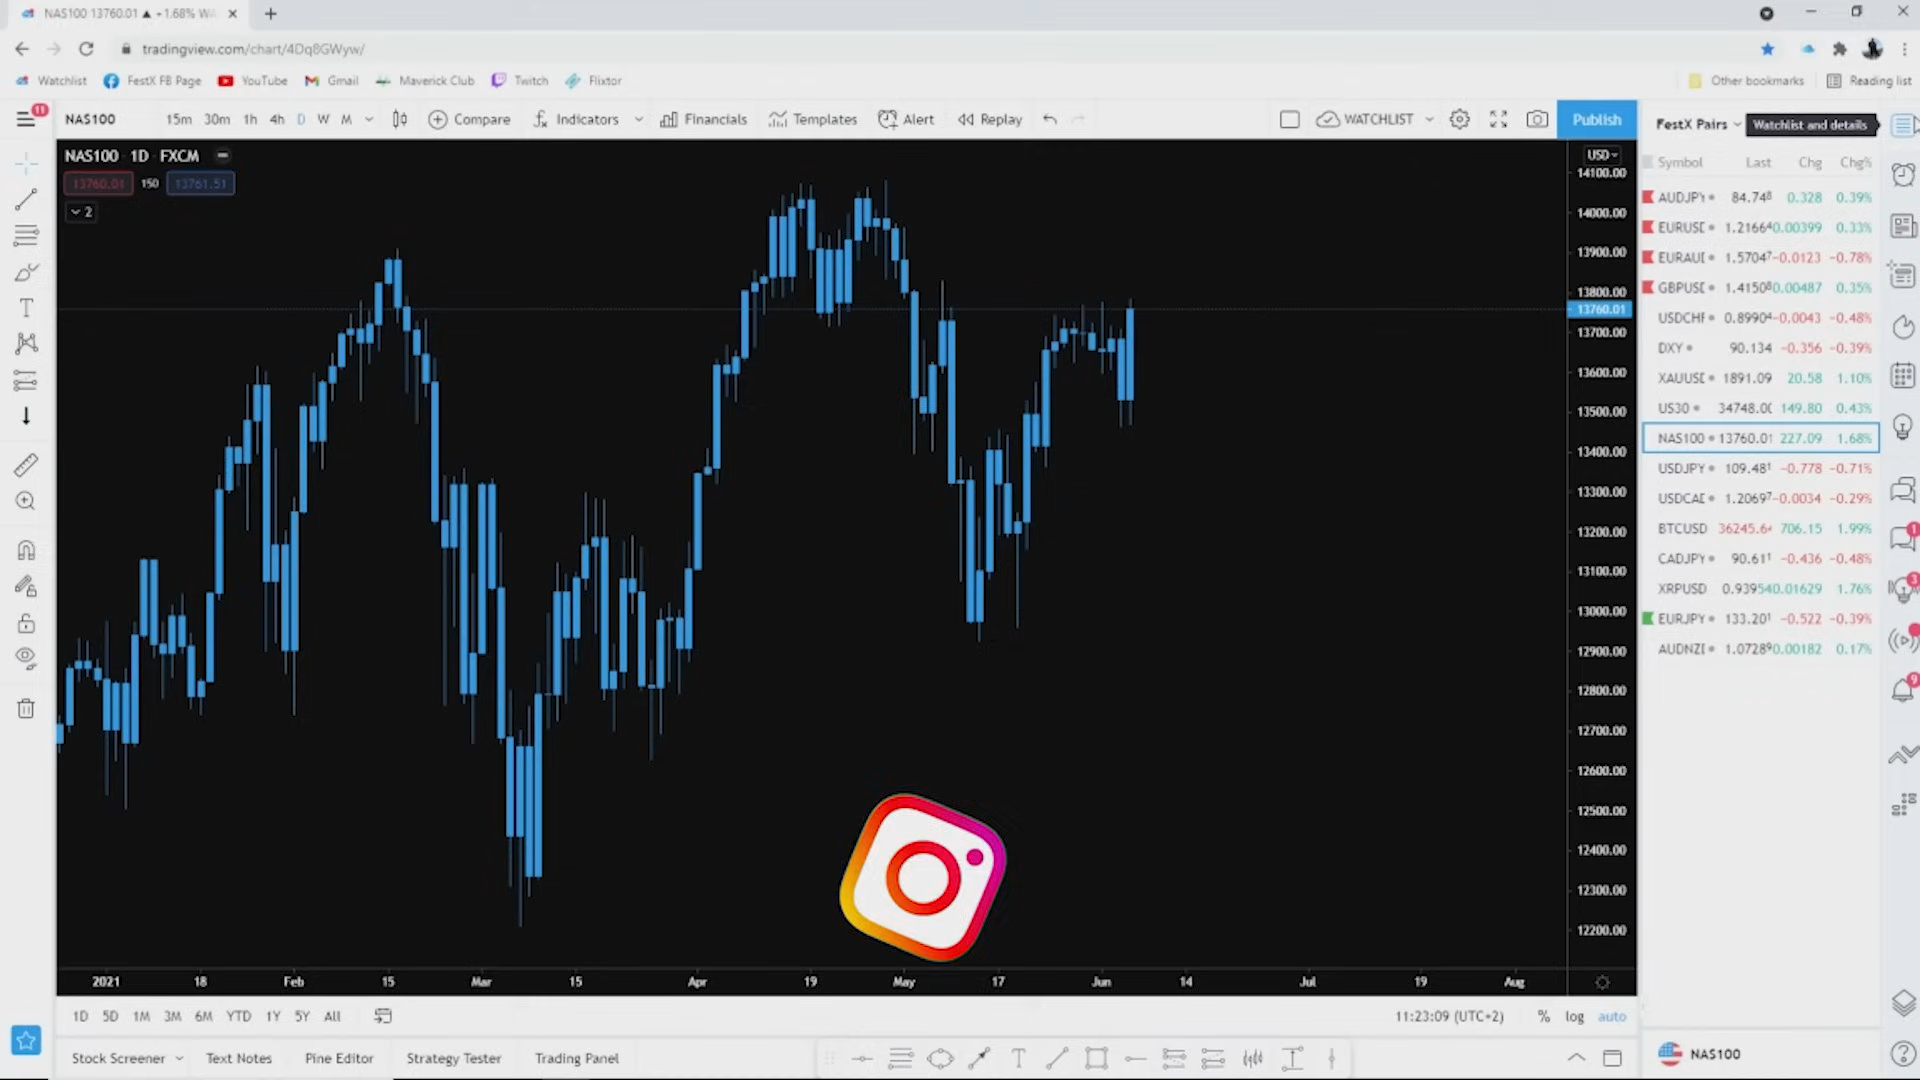 NAS100 13760.01 ▲ +1.68% W
tradingview.com/chart/4Dq8GWyw/
Watchlist FestX FB Page YouTube Gmail Maverick Club Twitch Flixtor Other bookmarks Reading list
11 NAS100 15m 30m 1h 4h D W M Compare Indicators Financials Templates Alert Replay WATCHLIST Publish
FestX Pairs Watchlist and details
NAS100 1D FXCM USD
13760.01 150 13761.51
2
14100.00
14000.00
13900.00
13800.00
13760.01
13700.00
13600.00
13500.00
13400.00
13300.00
13200.00
13100.00
13000.00
12900.00
12800.00
12700.00
12600.00
12500.00
12400.00
12300.00
12200.00
2021 18 Feb 15 Mar 15 Apr 19 May 17 Jun 14 Jul 19 Aug
Symbol Last Chg Chg%
AUDJPY 84.748 0.328 0.39%
EURUSD 1.21664 0.00399 0.33%
EURAUD 1.57047 -0.0123 -0.78%
GBPUSD 1.41508 0.00487 0.35%
USDCHF 0.89904 -0.0043 -0.48%
DXY 90.134 -0.356 -0.39%
XAUUSD 1891.09 20.58 1.10%
US30 34748.00 149.80 0.43%
NAS100 13760.01 227.09 1.68%
USDJPY 109.481 -0.778 -0.71%
USDCAD 1.20697 -0.0034 -0.29%
BTCUSD 36245.64 706.15 1.99%
CADJPY 90.611 -0.436 -0.48%
XRPUSD 0.93954 0.01629 1.76%
EURJPY 133.201 -0.522 -0.39%
AUDNZD 1.07289 0.00182 0.17%
1
3
9
1D 5D 1M 3M 6M YTD 1Y 5Y All 11:23:09 (UTC+2) % log auto
Stock Screener Text Notes Pine Editor Strategy Tester Trading Panel
NAS100